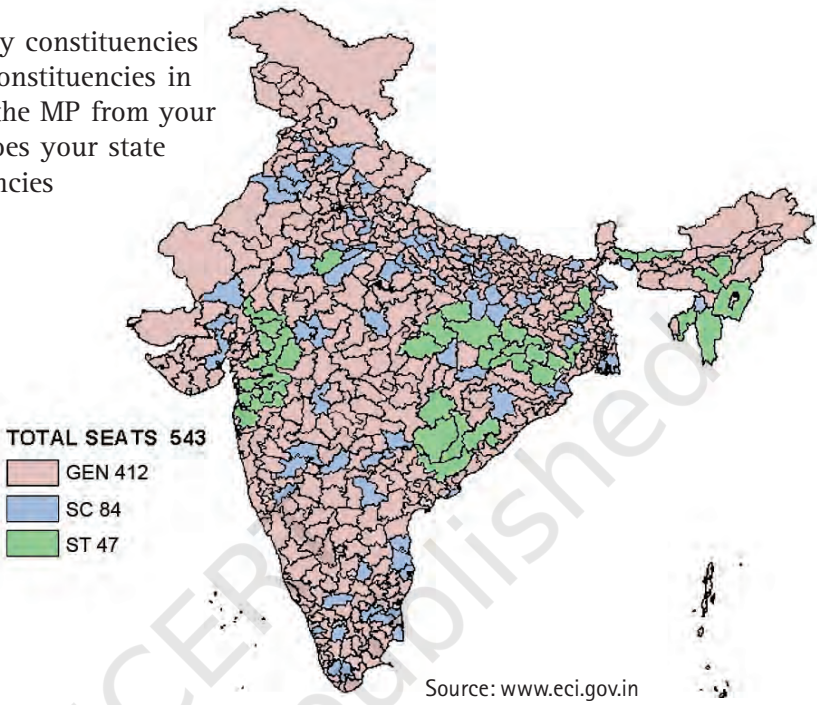 y constituencies
onstituencies in
the MP from your
oes your state
ncies
TOTAL SEATS 543
GEN 412
SC 84
ST 47
Source: www.eci.gov.in